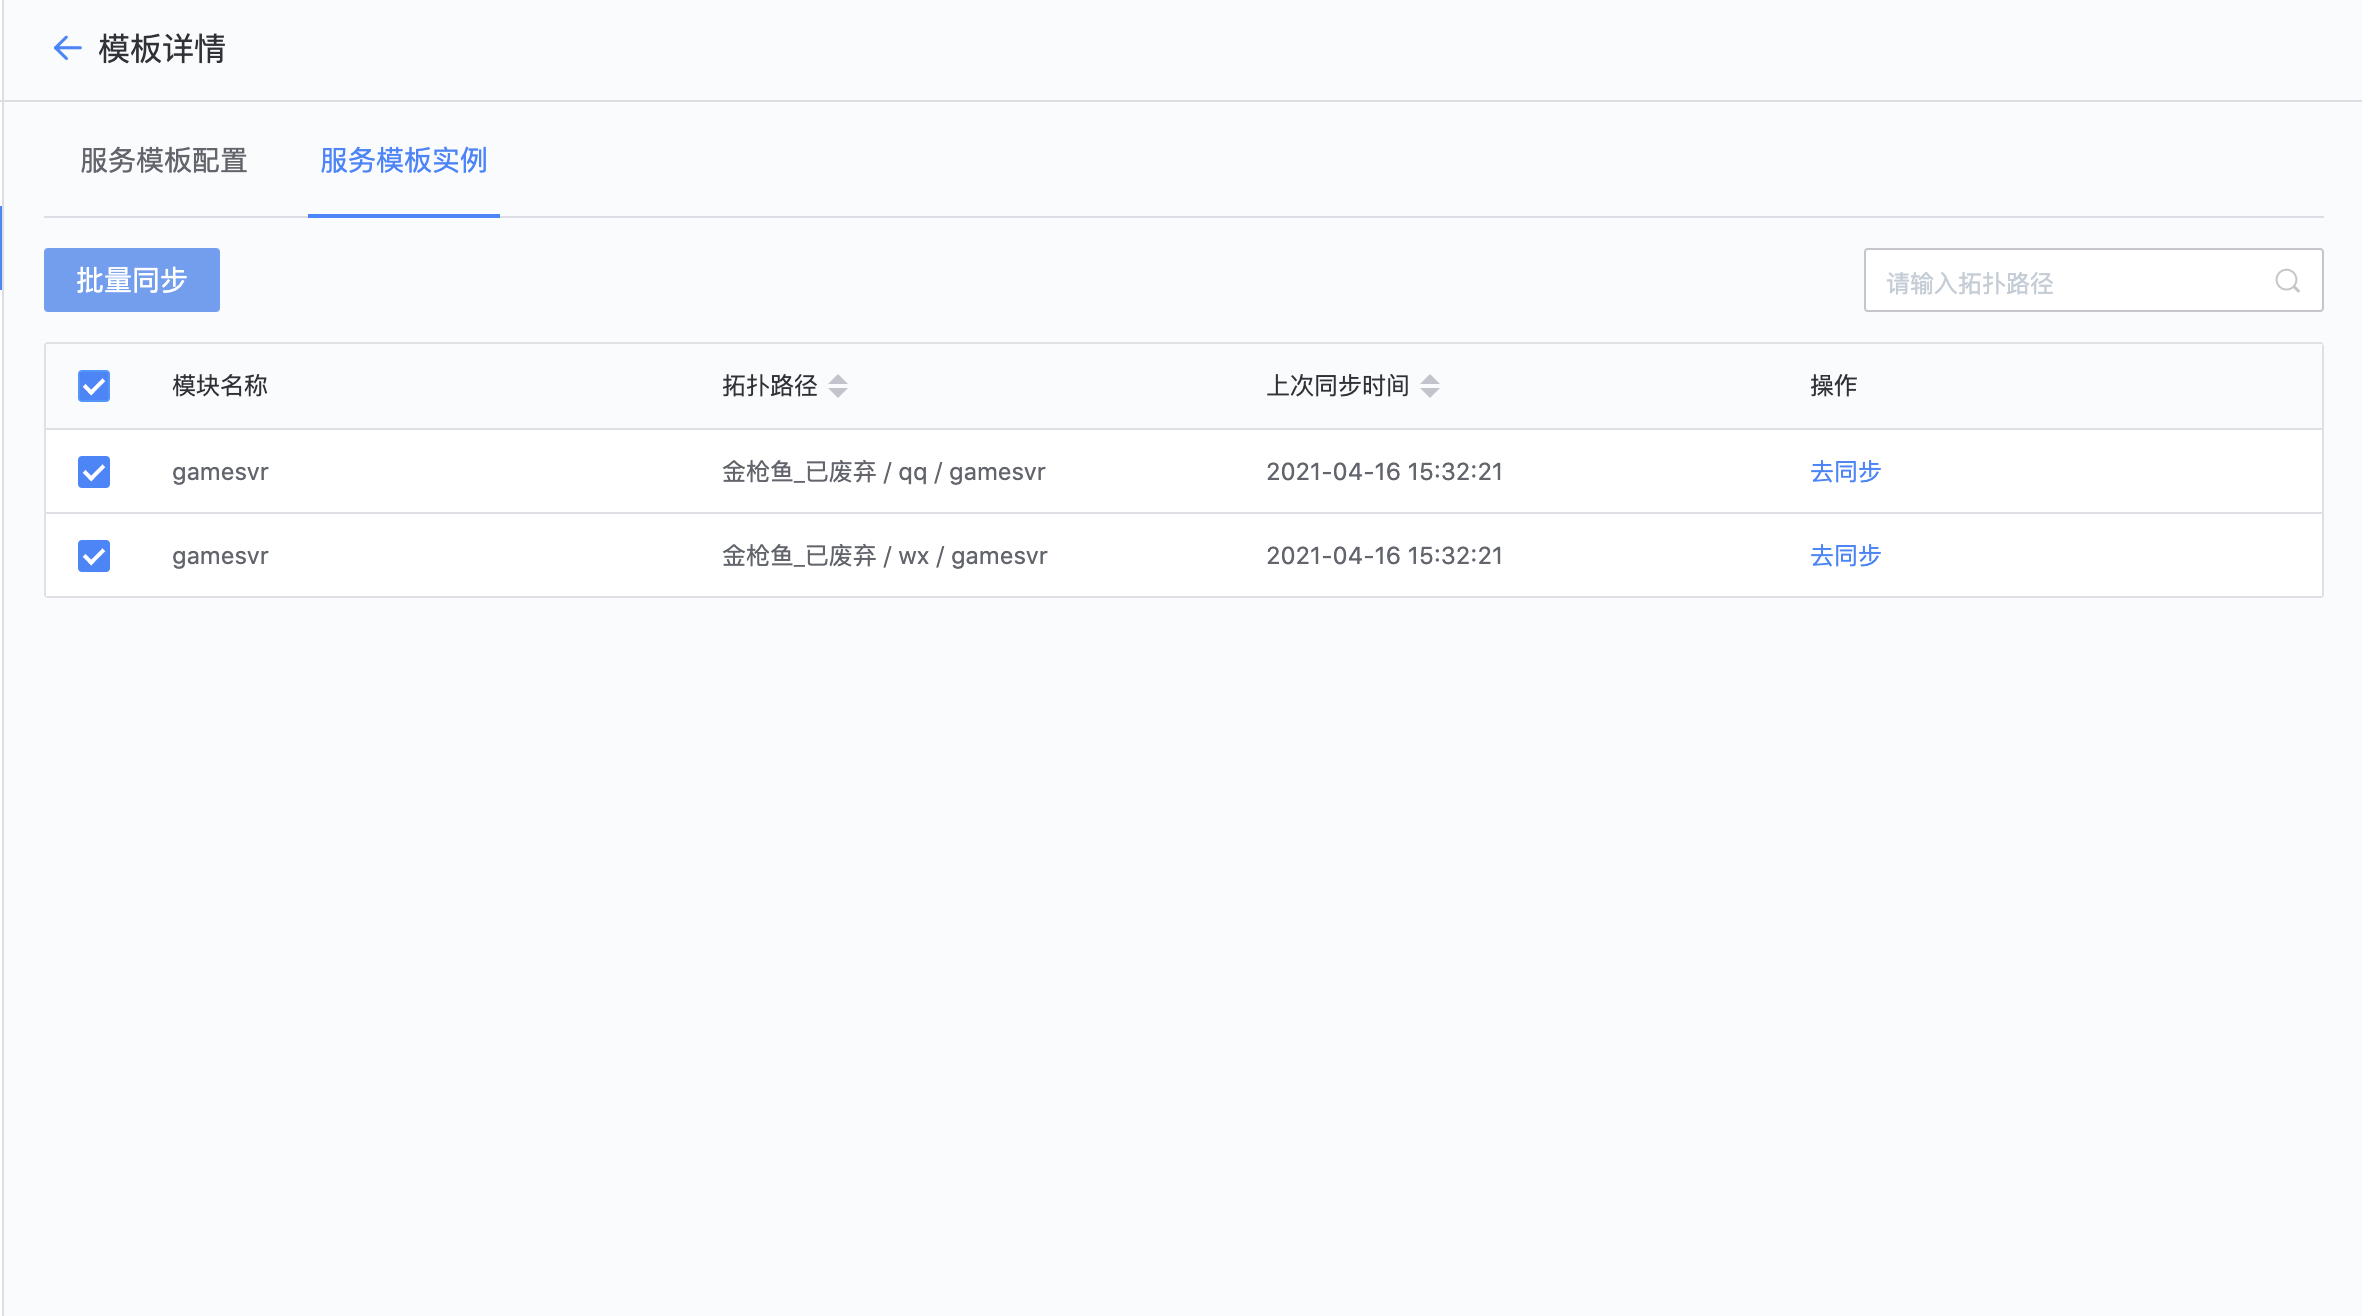 模板详情
服务模板配置 服务模板实例
批量同步 请输入拓扑路径
模块名称 拓扑路径 上次同步时间 操作
gamesvr 金枪鱼_已废弃 / qq / gamesvr 2021-04-16 15:32:21 去同步
gamesvr 金枪鱼_已废弃 / wx / gamesvr 2021-04-16 15:32:21 去同步